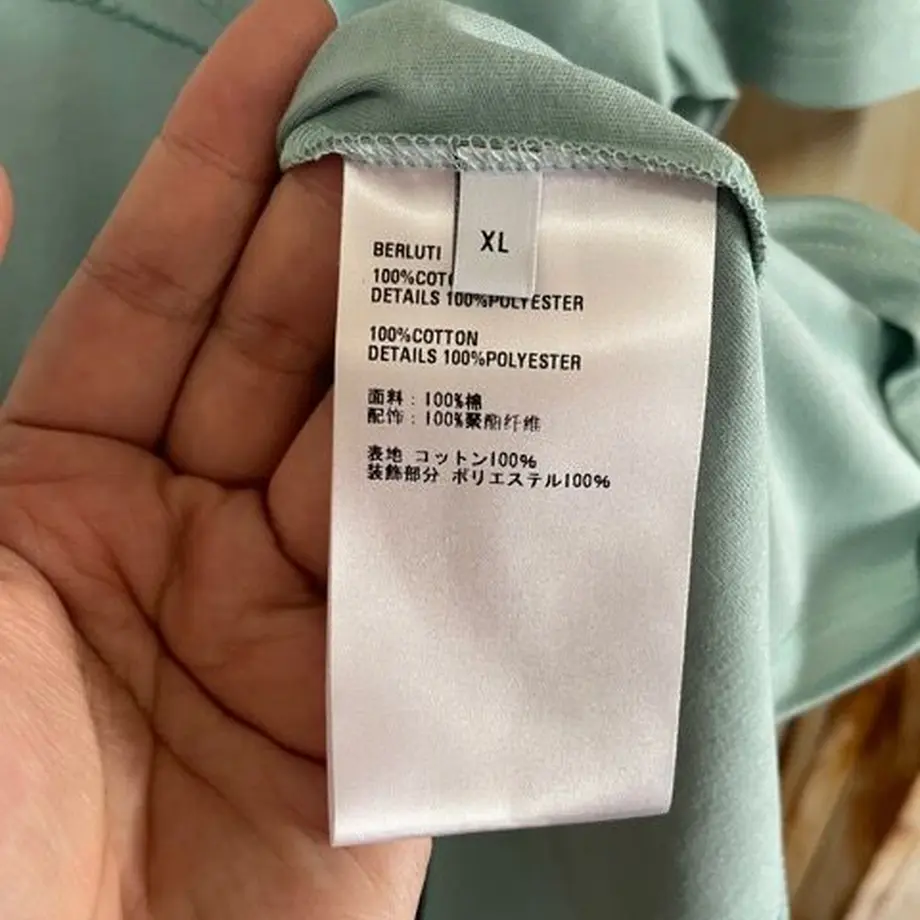 XL
BERLUTI
100%COT
DETAILS 100%POLYESTER
100%COTTON
DETAILS 100%POLYESTER
面料：100%棉
配饰：100%聚酯纤维
表地 コットン100%
装飾部分 ポリエステル100%